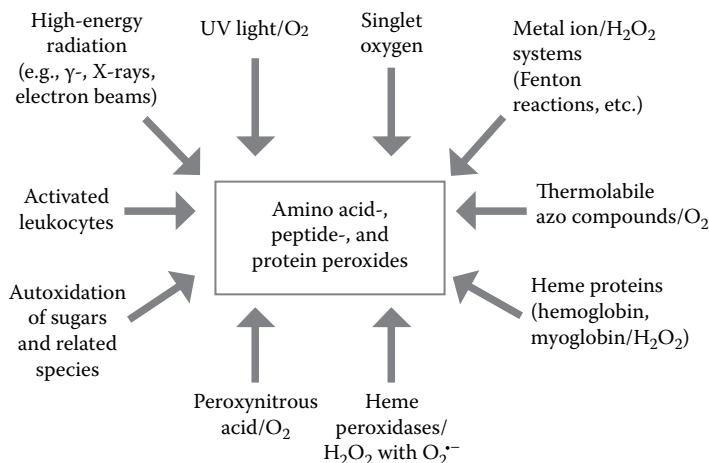 High-energy
radiation
(e.g., γ-, X-rays,
electron beams)
UV light/O₂
Singlet
oxygen
Metal ion/H₂O₂
systems
(Fenton
reactions, etc.)
Activated
leukocytes
Amino acid-,
peptide-, and
protein peroxides
Thermolabile
azo compounds/O₂
Autoxidation
of sugars
and related
species
Heme proteins
(hemoglobin,
myoglobin/H₂O₂)
Peroxynitrous
acid/O₂
Heme
peroxidases/
H₂O₂ with O₂•⁻